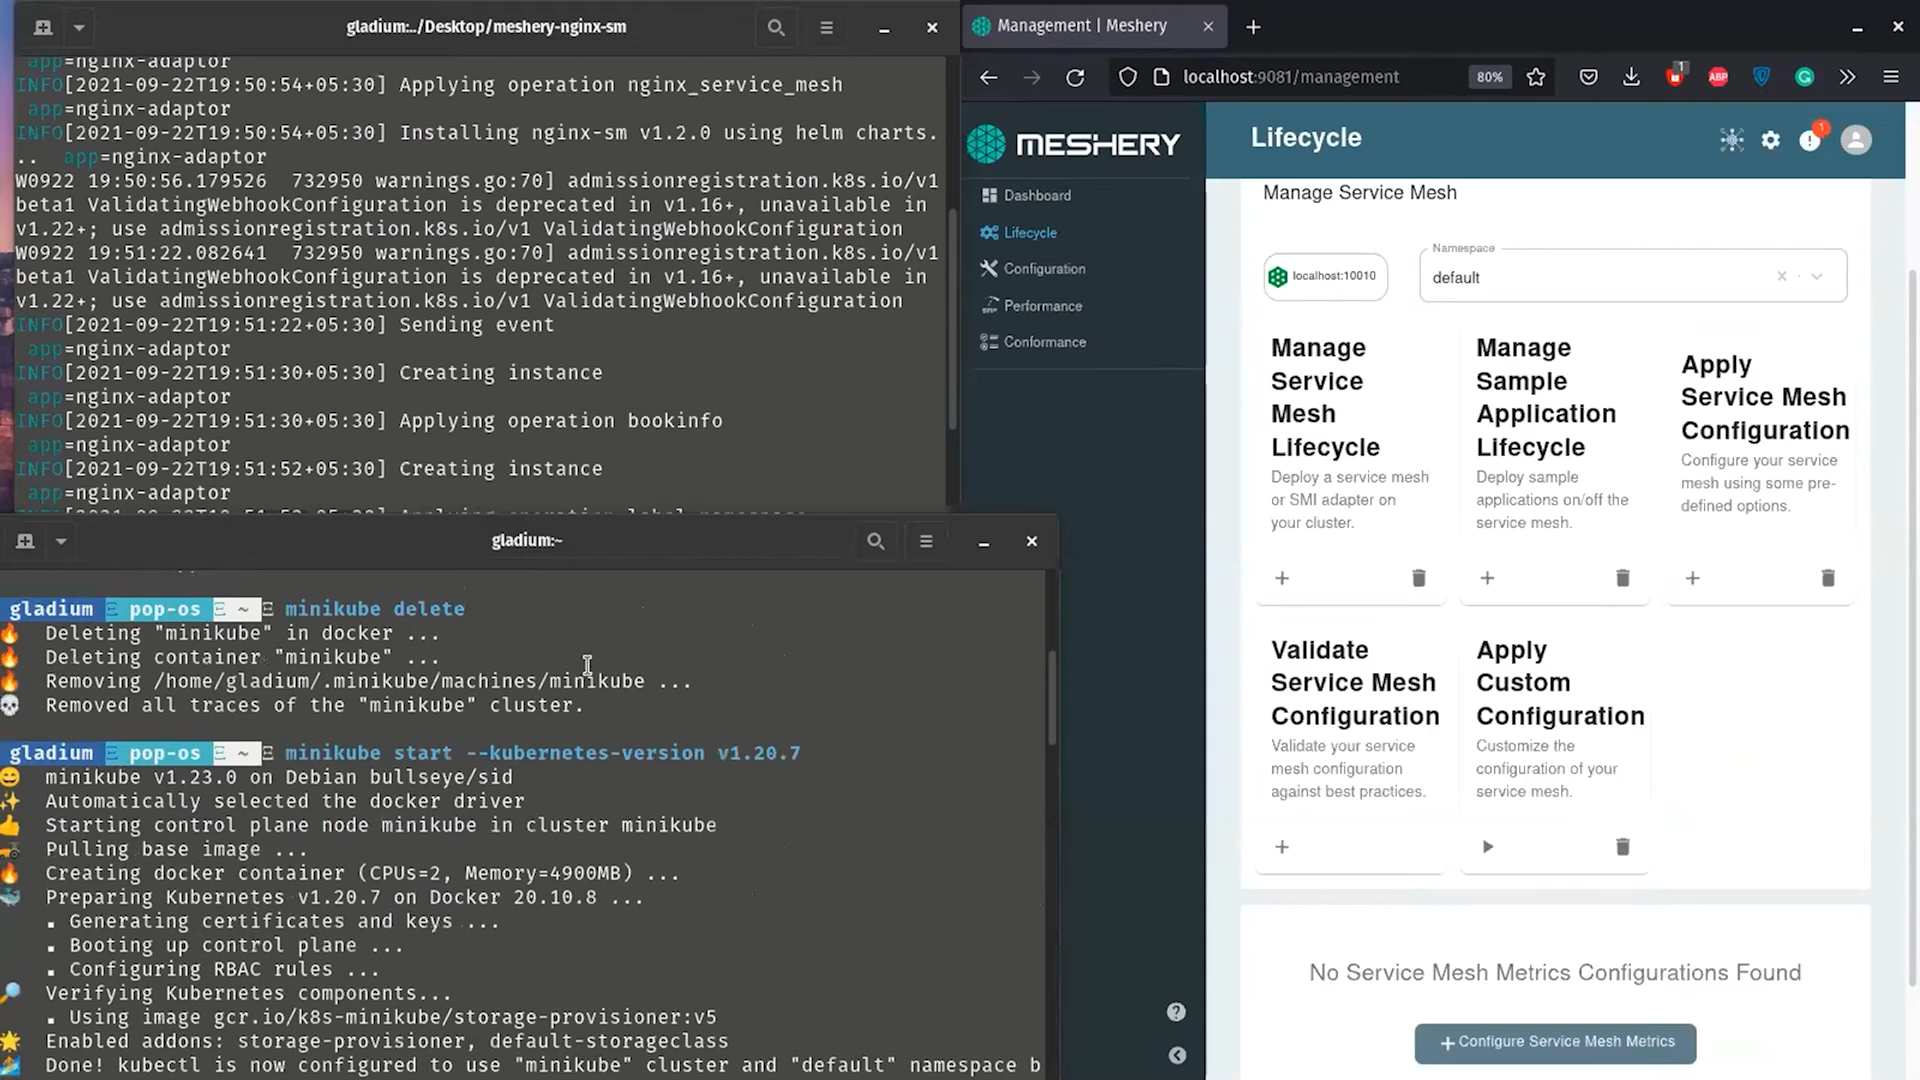 gladium:../Desktop/meshery-nginx-sm
app=nginx-adaptor
INFO[2021-09-22T19:50:54+05:30] Applying operation nginx_service_mesh
app=nginx-adaptor
INFO[2021-09-22T19:50:54+05:30] Installing nginx-sm v1.2.0 using helm charts.
.. app=nginx-adaptor
W0922 19:50:56.179526 732950 warnings.go:70] admissionregistration.k8s.io/v1
beta1 ValidatingWebhookConfiguration is deprecated in v1.16+, unavailable in
v1.22+; use admissionregistration.k8s.io/v1 ValidatingWebhookConfiguration
W0922 19:51:22.082641 732950 warnings.go:70] admissionregistration.k8s.io/v1
beta1 ValidatingWebhookConfiguration is deprecated in v1.16+, unavailable in
v1.22+; use admissionregistration.k8s.io/v1 ValidatingWebhookConfiguration
INFO[2021-09-22T19:51:22+05:30] Sending event
app=nginx-adaptor
INFO[2021-09-22T19:51:30+05:30] Creating instance
app=nginx-adaptor
INFO[2021-09-22T19:51:30+05:30] Applying operation bookinfo
app=nginx-adaptor
INFO[2021-09-22T19:51:52+05:30] Creating instance
app=nginx-adaptor
gladium:~
gladium pop-os ~ minikube delete
Deleting "minikube" in docker ...
Deleting container "minikube" ...
Removing /home/gladium/.minikube/machines/minikube ...
Removed all traces of the "minikube" cluster.
gladium pop-os ~ minikube start --kubernetes-version v1.20.7
minikube v1.23.0 on Debian bullseye/sid
Automatically selected the docker driver
Starting control plane node minikube in cluster minikube
Pulling base image ...
Creating docker container (CPUs=2, Memory=4900MB) ...
Preparing Kubernetes v1.20.7 on Docker 20.10.8 ...
▪ Generating certificates and keys ...
▪ Booting up control plane ...
▪ Configuring RBAC rules ...
Verifying Kubernetes components...
▪ Using image gcr.io/k8s-minikube/storage-provisioner:v5
Enabled addons: storage-provisioner, default-storageclass
Done! kubectl is now configured to use "minikube" cluster and "default" namespace b
Management | Meshery
localhost:9081/management
80%
1
ABP
MESHERY
Dashboard
Lifecycle
Configuration
Performance
Conformance
Lifecycle
1
Manage Service Mesh
localhost:10010
Namespace
default
Manage
Service
Mesh
Lifecycle
Deploy a service mesh
or SMI adapter on
your cluster.
Manage
Sample
Application
Lifecycle
Deploy sample
applications on/off the
service mesh.
Apply
Service Mesh
Configuration
Configure your service
mesh using some pre-
defined options.
Validate
Service Mesh
Configuration
Validate your service
mesh configuration
against best practices.
Apply
Custom
Configuration
Customize the
configuration of your
service mesh.
No Service Mesh Metrics Configurations Found
+ Configure Service Mesh Metrics